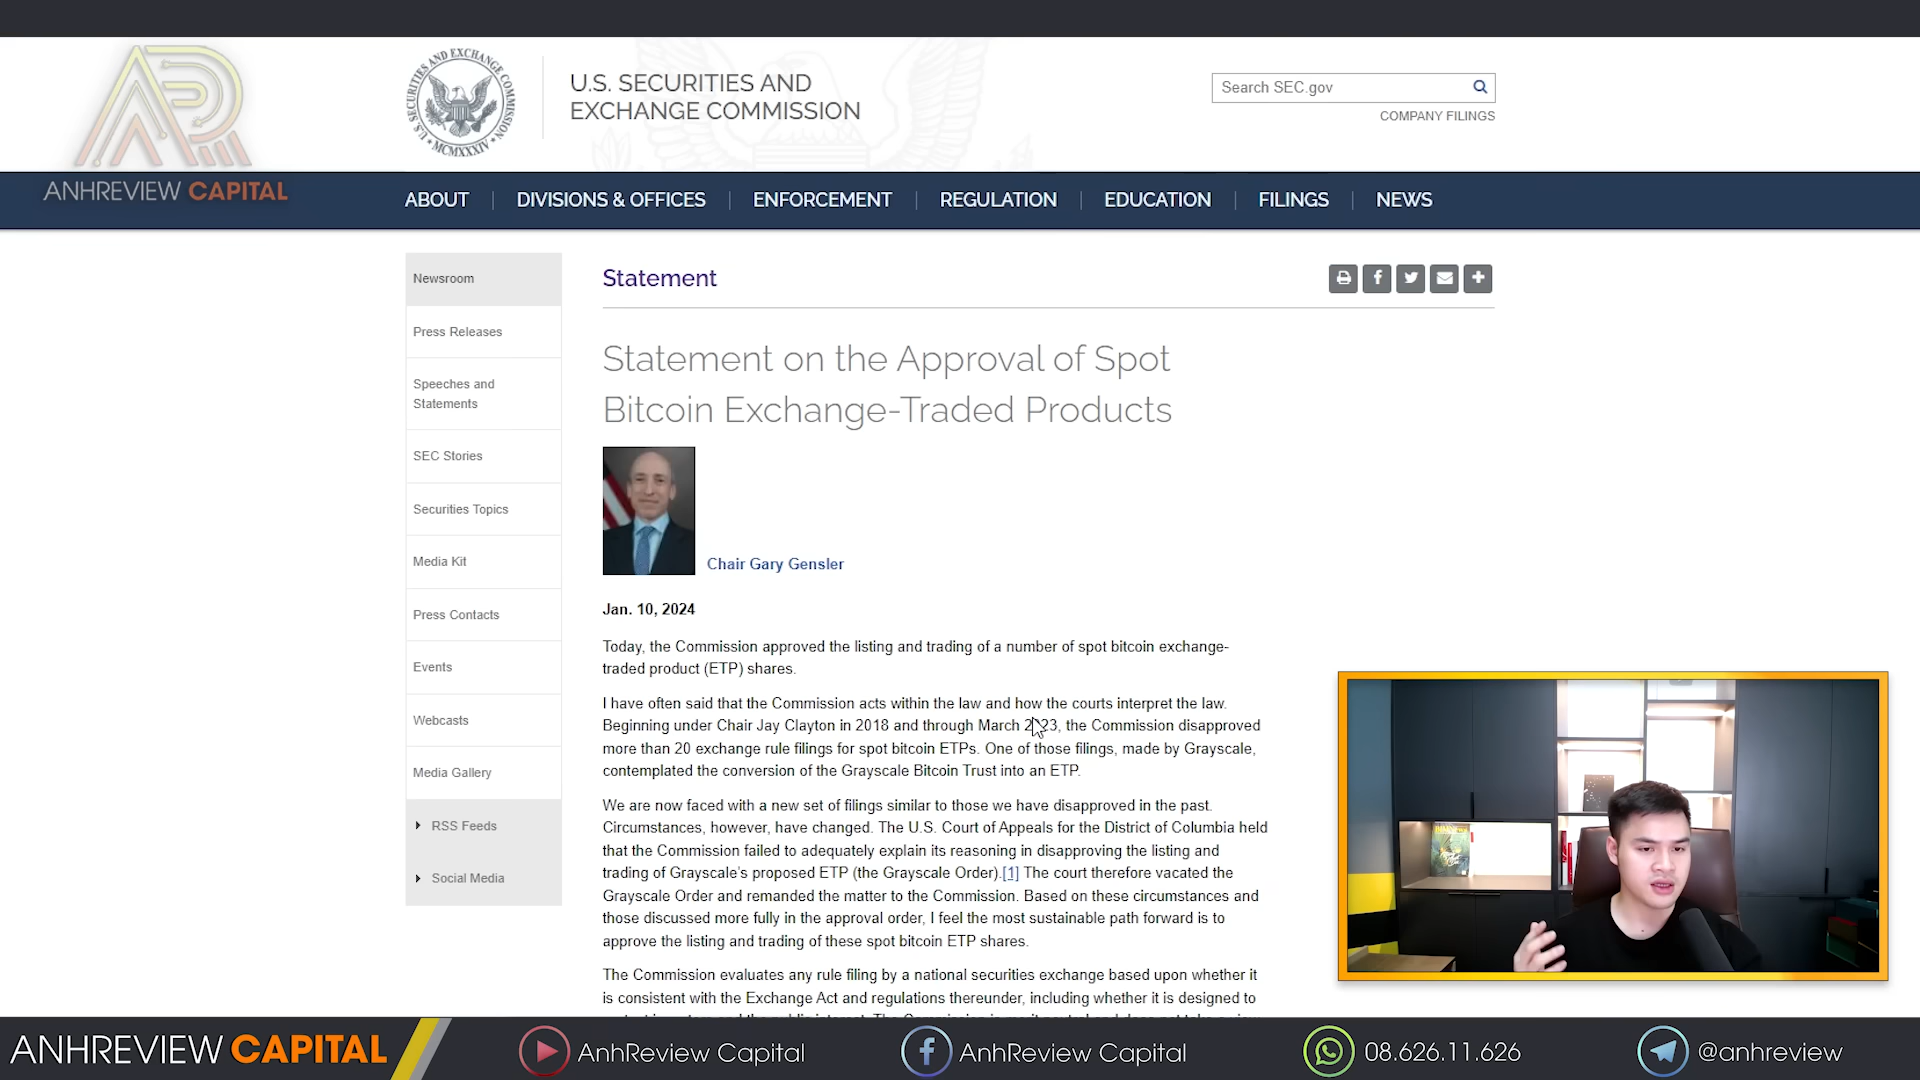 ANHREVIEW CAPITAL
U.S. SECURITIES AND
EXCHANGE COMMISSION
SECURITIES AND EXCHANGE COMMISSION
U.S.
MCMXXXIV
Search SEC.gov
COMPANY FILINGS
ABOUT
DIVISIONS & OFFICES
ENFORCEMENT
REGULATION
EDUCATION
FILINGS
NEWS
Newsroom
Press Releases
Speeches and
Statements
SEC Stories
Securities Topics
Media Kit
Press Contacts
Events
Webcasts
Media Gallery
RSS Feeds
Social Media
Statement
Statement on the Approval of Spot
Bitcoin Exchange-Traded Products
Chair Gary Gensler
Jan. 10, 2024
Today, the Commission approved the listing and trading of a number of spot bitcoin exchange-
traded product (ETP) shares.
I have often said that the Commission acts within the law and how the courts interpret the law.
Beginning under Chair Jay Clayton in 2018 and through March 2023, the Commission disapproved
more than 20 exchange rule filings for spot bitcoin ETPs. One of those filings, made by Grayscale,
contemplated the conversion of the Grayscale Bitcoin Trust into an ETP.
We are now faced with a new set of filings similar to those we have disapproved in the past.
Circumstances, however, have changed. The U.S. Court of Appeals for the District of Columbia held
that the Commission failed to adequately explain its reasoning in disapproving the listing and
trading of Grayscale's proposed ETP (the Grayscale Order).[1] The court therefore vacated the
Grayscale Order and remanded the matter to the Commission. Based on these circumstances and
those discussed more fully in the approval order, I feel the most sustainable path forward is to
approve the listing and trading of these spot bitcoin ETP shares.
The Commission evaluates any rule filing by a national securities exchange based upon whether it
is consistent with the Exchange Act and regulations thereunder, including whether it is designed to
ANHREVIEW CAPITAL
AnhReview Capital
AnhReview Capital
08.626.11.626
@anhreview